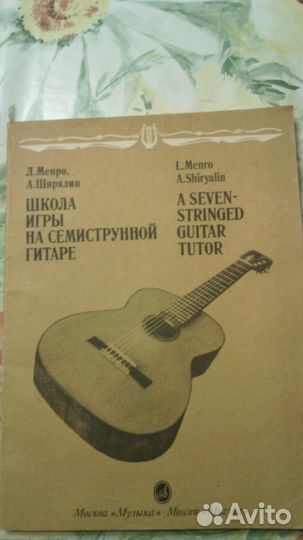 Л. Менро,
А. Ширялин
ШКОЛА
ИГРЫ
НА СЕМИСТРУННОЙ
ГИТАРЕ
L. Menro
A. Shiryalin
A SEVEN-
STRINGED
GUITAR
TUTOR
Москва «Музыка» Moscow
Avito